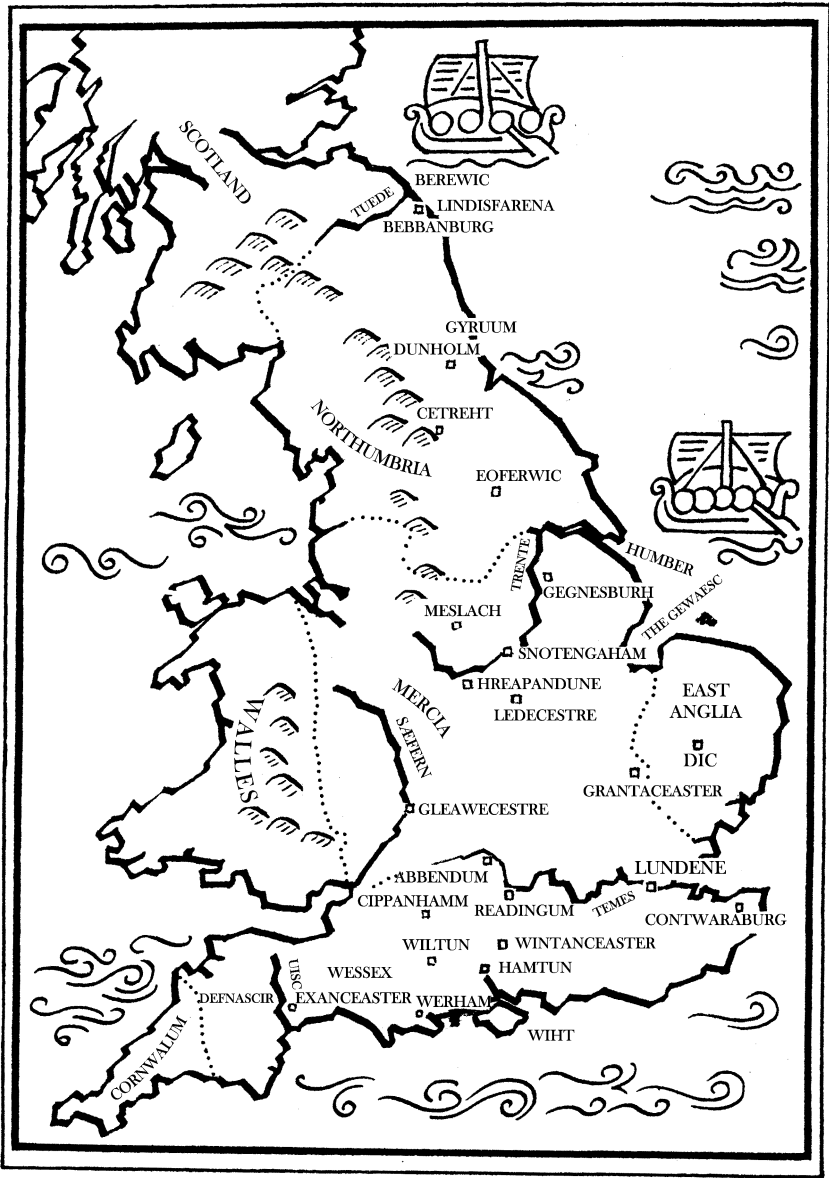 SCOTLAND
BEREWIC
TUEDE
LINDISFARENA
BEBBANBURG
GYRUUM
DUNHOLM
CETREHT
NORTHUMBRIA
EOFERWIC
HUMBER
TRENTE
GEGNESBURH
THE GEWAESC
MESLACH
SNOTENGAHAM
HREAPANDUNE
LEDECESTRE
MERCIA
SÆFERN
WALLES
EAST
ANGLIA
DIC
GRANTACEASTER
GLEAWECESTRE
LUNDENE
ABBENDUM
CIPPANHAMM
READINGUM
TEMES
CONTWARABURG
WILTUN
WINTANCEASTER
HAMTUN
UISC
WESSEX
DEFNASCIR
EXANCEASTER
WERHAM
WIHT
CORNWALUM